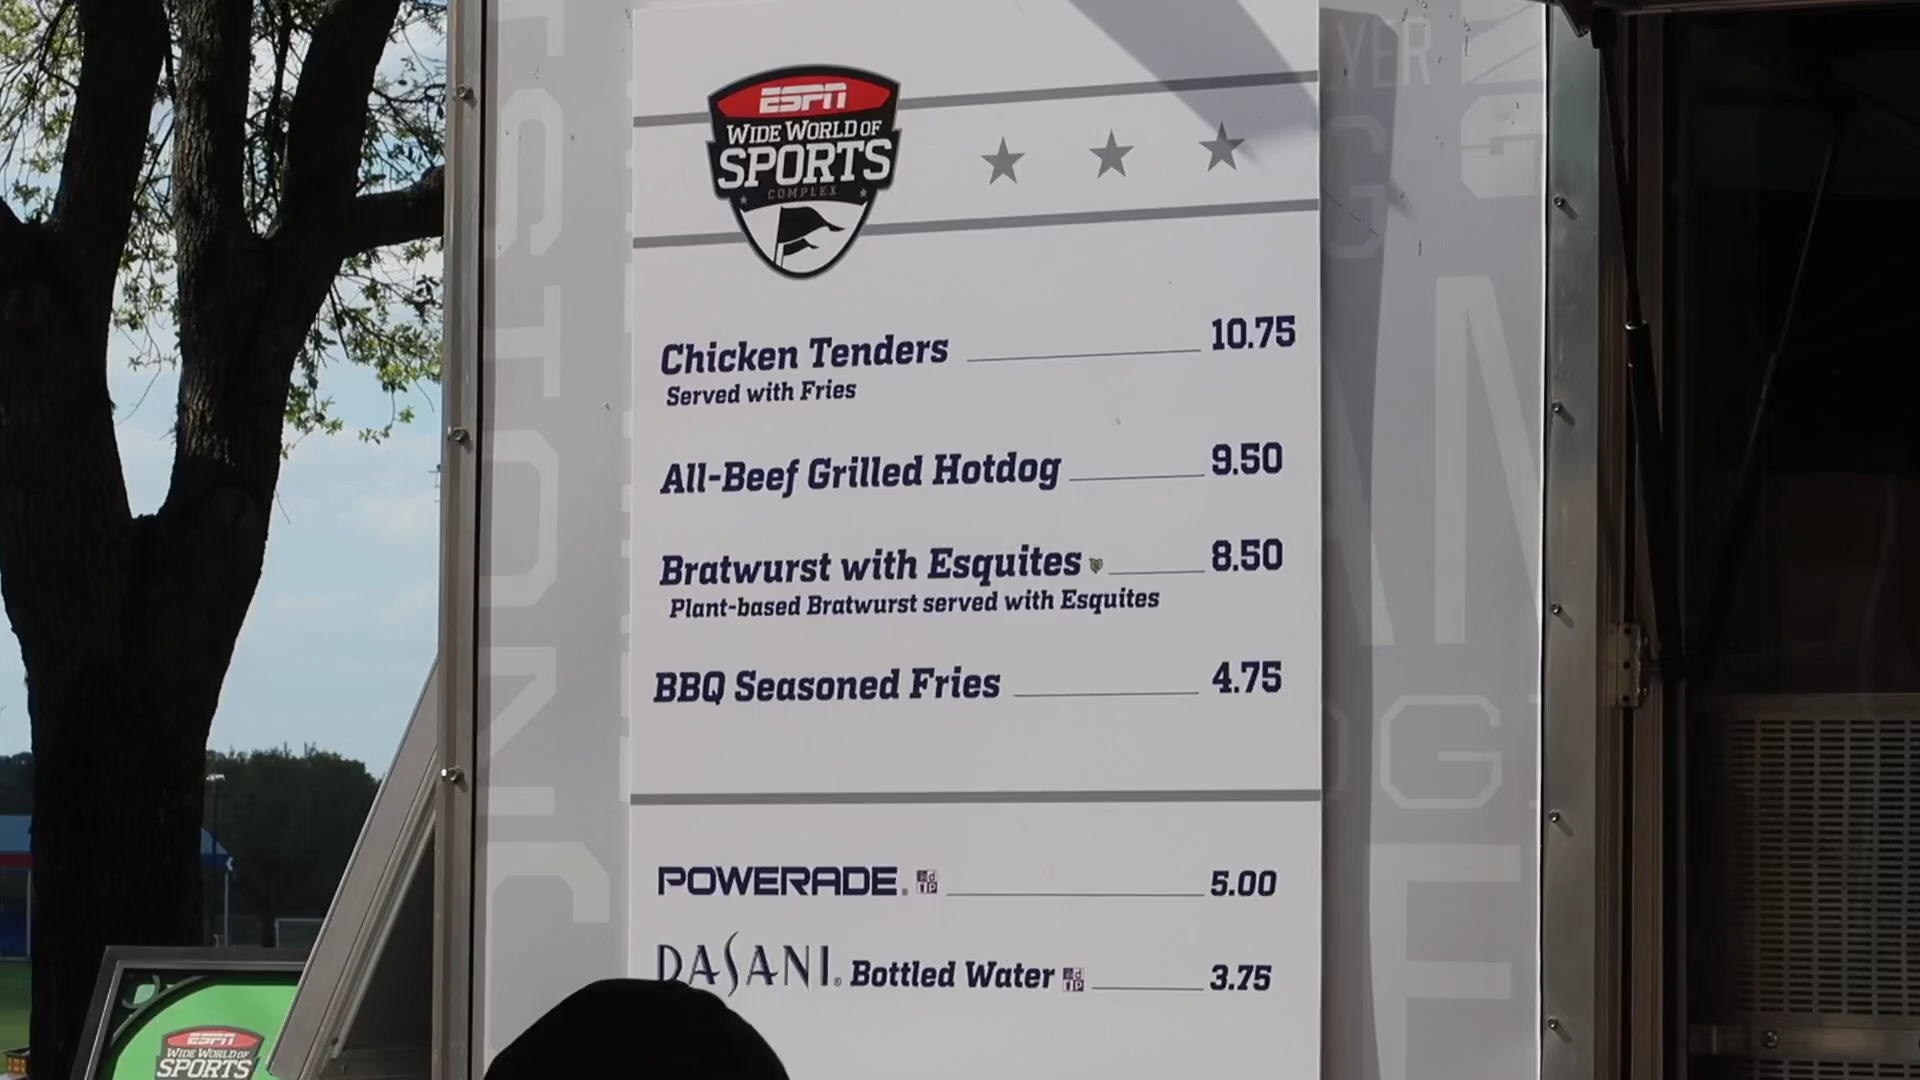 ESPN
WIDE WORLD OF
SPORTS
COMPLEX
Chicken Tenders 10.75
Served with Fries
All-Beef Grilled Hotdog 9.50
Bratwurst with Esquites 8.50
Plant-based Bratwurst served with Esquites
BBQ Seasoned Fries 4.75
POWERADE 5.00
DASANI Bottled Water 3.75
ESPN
WIDE WORLD OF
SPORTS